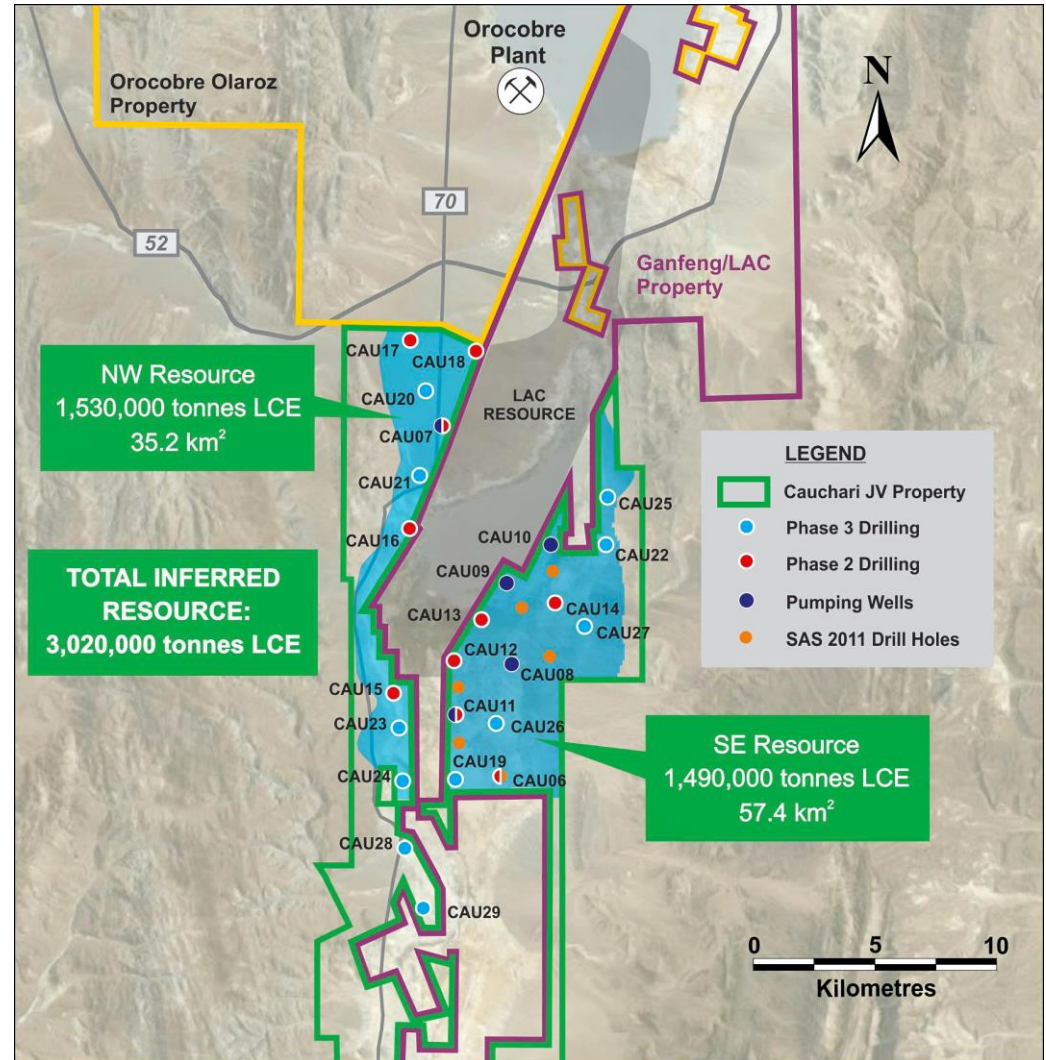 Orocobre
Plant
N
Orocobre Olaroz
Property
70
52
Ganfeng/LAC
Property
CAU17
CAU18
NW Resource
1,530,000 tonnes LCE
35.2 km²
CAU20
LAC
RESOURCE
CAU07
CAU21
CAU16
LEGEND
Cauchari JV Property
Phase 3 Drilling
Phase 2 Drilling
Pumping Wells
SAS 2011 Drill Holes
CAU25
CAU10
CAU22
CAU09
TOTAL INFERRED
RESOURCE:
3,020,000 tonnes LCE
CAU13
CAU14
CAU27
CAU12
CAU08
CAU15
CAU11
CAU23
CAU26
SE Resource
1,490,000 tonnes LCE
57.4 km²
CAU19
CAU24
CAU06
CAU28
CAU29
0 5 10
Kilometres